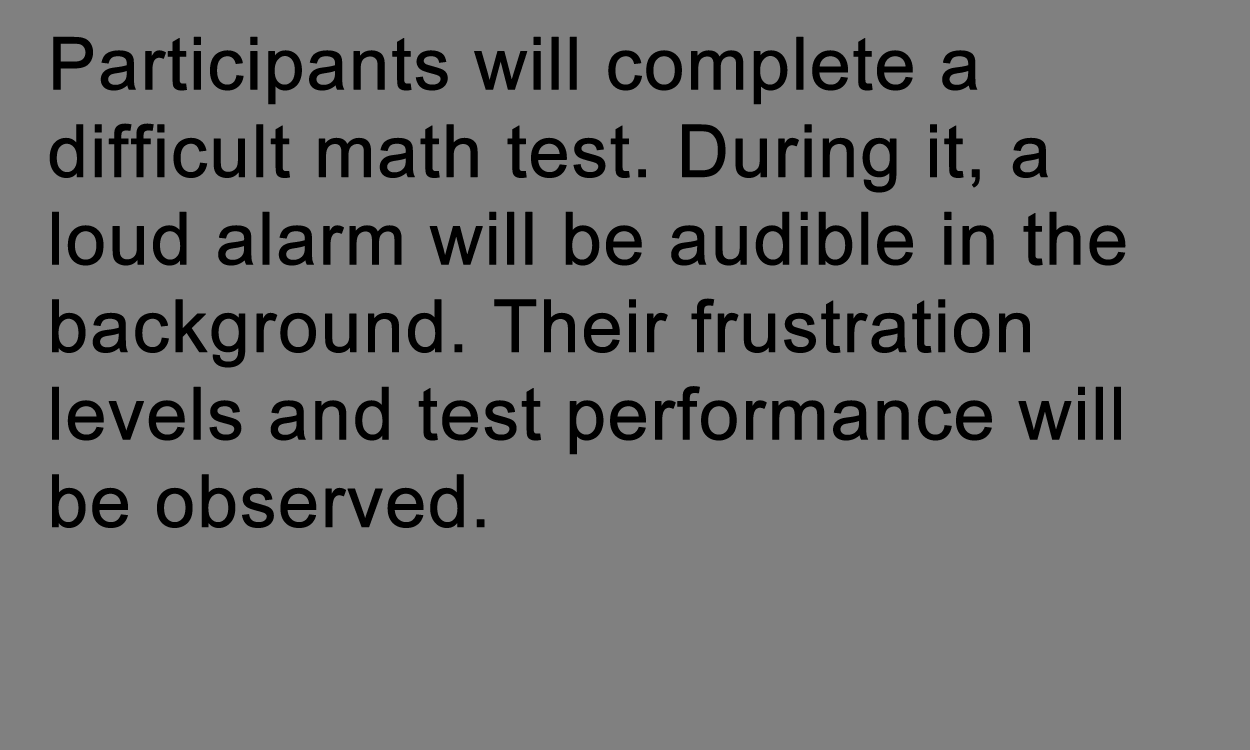 Participants will complete a
difficult math test. During it, a
loud alarm will be audible in the
background. Their frustration
levels and test performance will
be observed.